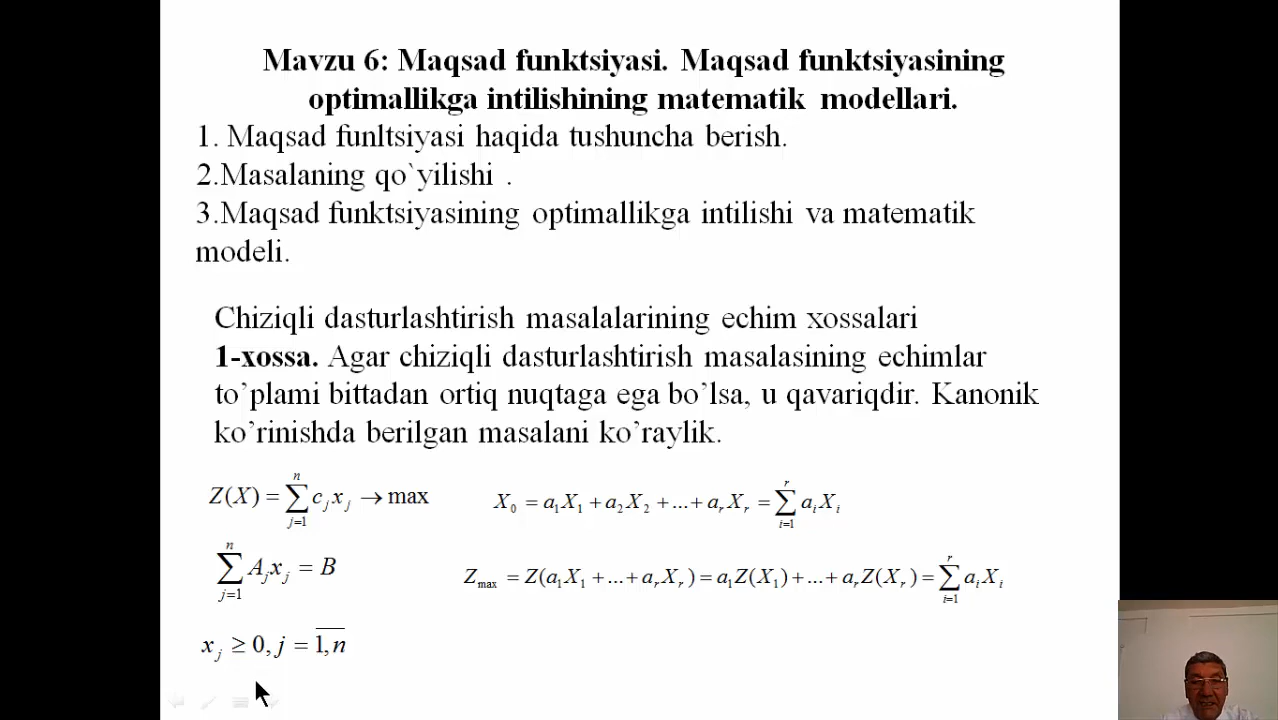 Mavzu 6: Maqsad funktsiyasi. Maqsad funktsiyasining
optimallikga intilishining matematik modellari.
1. Maqsad funltsiyasi haqida tushuncha berish.
2.Masalaning qo`yilishi .
3.Maqsad funktsiyasining optimallikga intilishi va matematik
modeli.
Chiziqli dasturlashtirish masalalarining echim xossalari
1-xossa. Agar chiziqli dasturlashtirish masalasining echimlar
to’plami bittadan ortiq nuqtaga ega bo’lsa, u qavariqdir. Kanonik
ko’rinishda berilgan masalani ko’raylik.
Z(X) = ∑_{j=1}^{n} c_j x_j → max
∑_{j=1}^{n} A_j x_j = B
x_j ≥ 0, j = \overline{1,n}
X_0 = a_1X_1 + a_2X_2 + ... + a_rX_r = ∑_{i=1}^{r} a_iX_i
Z_{max} = Z(a_1X_1 + ... + a_rX_r) = a_1Z(X_1) + ... + a_rZ(X_r) = ∑_{i=1}^{r} a_iX_i